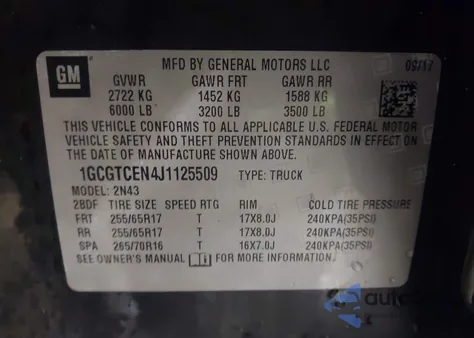 GM
MFD BY GENERAL MOTORS LLC
09/17
GVWR GAWR FRT GAWR RR
2722 KG 1452 KG 1588 KG
6000 LB 3200 LB 3500 LB
THIS VEHICLE CONFORMS TO ALL APPLICABLE U.S. FEDERAL MOTOR
VEHICLE SAFETY AND THEFT PREVENTION STANDARDS IN EFFECT ON
THE DATE OF MANUFACTURE SHOWN ABOVE.
1GCGTCEN4J1125509 TYPE: TRUCK
MODEL: 2N43
2BDF TIRE SIZE SPEED RTG RIM COLD TIRE PRESSURE
FRT 255/65R17 T 17X8.0J 240KPA(35PSI)
RR 255/65R17 T 17X8.0J 240KPA(35PSI)
SPA 265/70R16 T 16X7.0J 240KPA(35PSI)
SEE OWNER'S MANUAL FOR MORE INFORMATION.